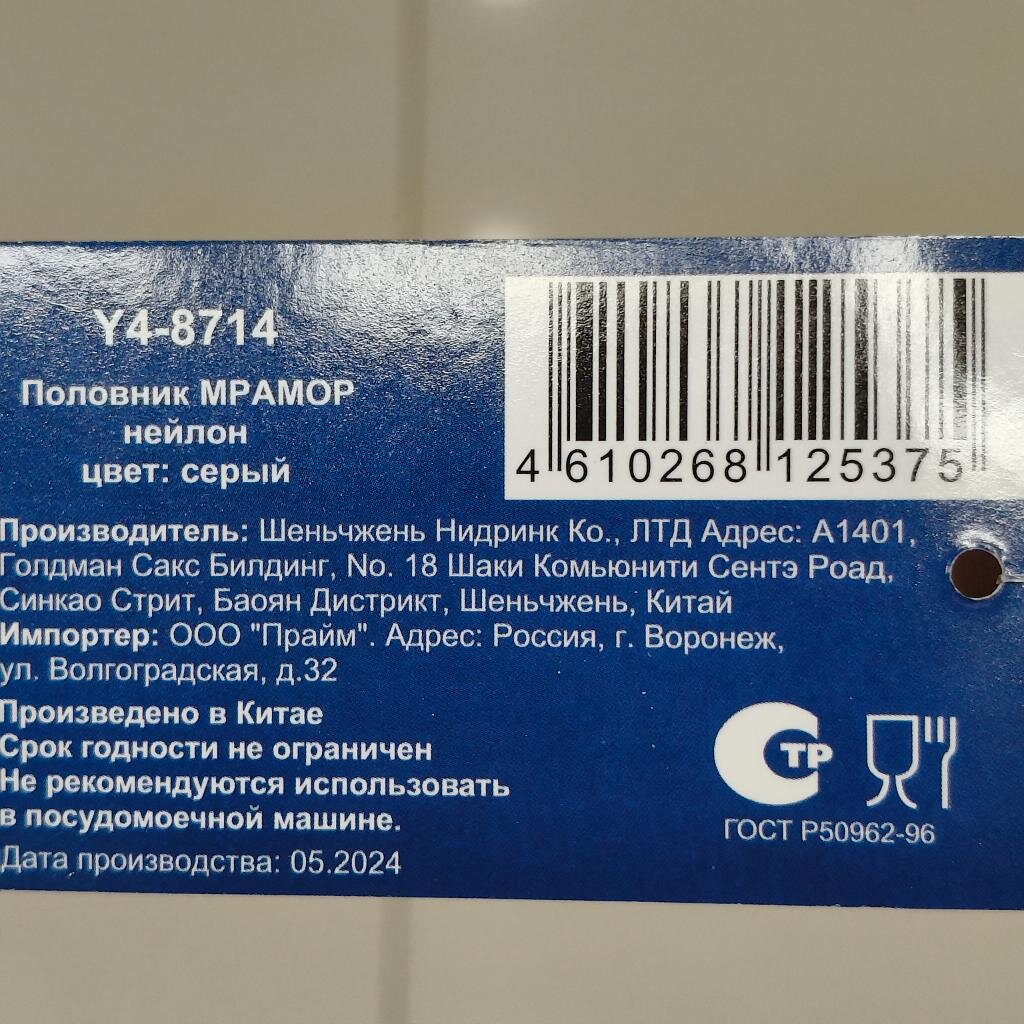 Y4-8714
Половник МРАМОР
нейлон
цвет: серый
4 610268 125375
Производитель: Шеньчжень Нидринк Ко., ЛТД Адрес: А1401,
Голдман Сакс Билдинг, No. 18 Шаки Комьюнити Сентэ Роад,
Синкао Стрит, Баоян Дистрикт, Шеньчжень, Китай
Импортер: ООО "Прайм". Адрес: Россия, г. Воронеж,
ул. Волгоградская, д.32
Произведено в Китае
Срок годности не ограничен
Не рекомендуются использовать
в посудомоечной машине.
Дата производства: 05.2024
СТР
ГОСТ Р50962-96